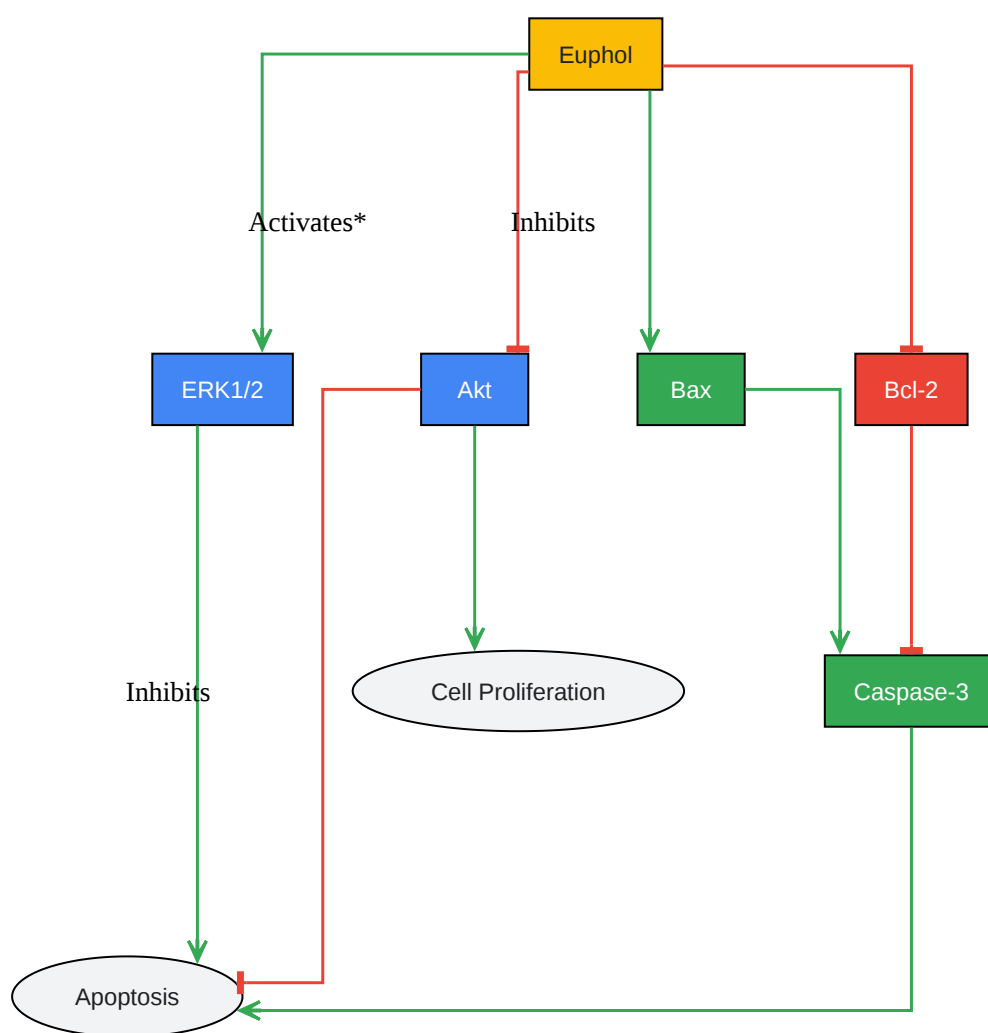 Euphol
Activates*
Inhibits
ERK1/2
Akt
Bax
Bcl-2
Inhibits
Cell Proliferation
Caspase-3
Apoptosis